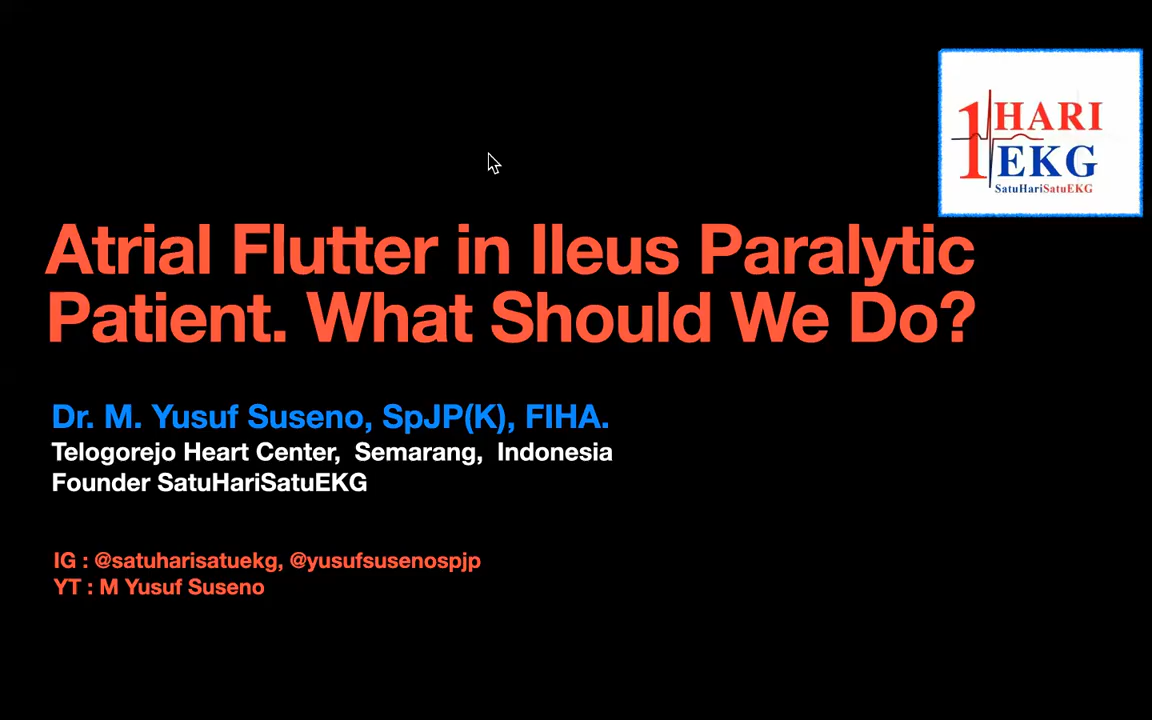 1 HARI
EKG
SatuHariSatuEKG
Atrial Flutter in Ileus Paralytic
Patient. What Should We Do?
Dr. M. Yusuf Suseno, SpJP(K), FIHA.
Telogorejo Heart Center, Semarang, Indonesia
Founder SatuHariSatuEKG
IG : @satuharisatuekg, @yusufsusenospjp
YT : M Yusuf Suseno